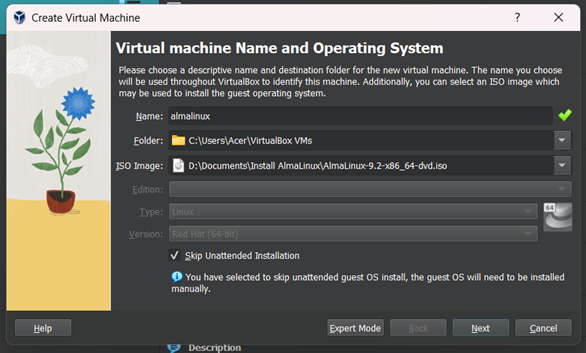 Create Virtual Machine
?
Virtual machine Name and Operating System
Please choose a descriptive name and destination folder for the new virtual machine. The name you choose
will be used throughout VirtualBox to identify this machine. Additionally, you can select an ISO image which
may be used to install the guest operating system.
Name: almalinux
Folder: C:\Users\Acer\VirtualBox VMs
ISO Image: D:\Documents\Install AlmaLinux\AlmaLinux-9.2-x86_64-dvd.iso
Edition:
Type: Linux
64
Version: Red Hat (64-bit)
Skip Unattended Installation
You have selected to skip unattended guest OS install, the guest OS will need to be installed
manually.
Help Expert Mode Back Next Cancel
Description